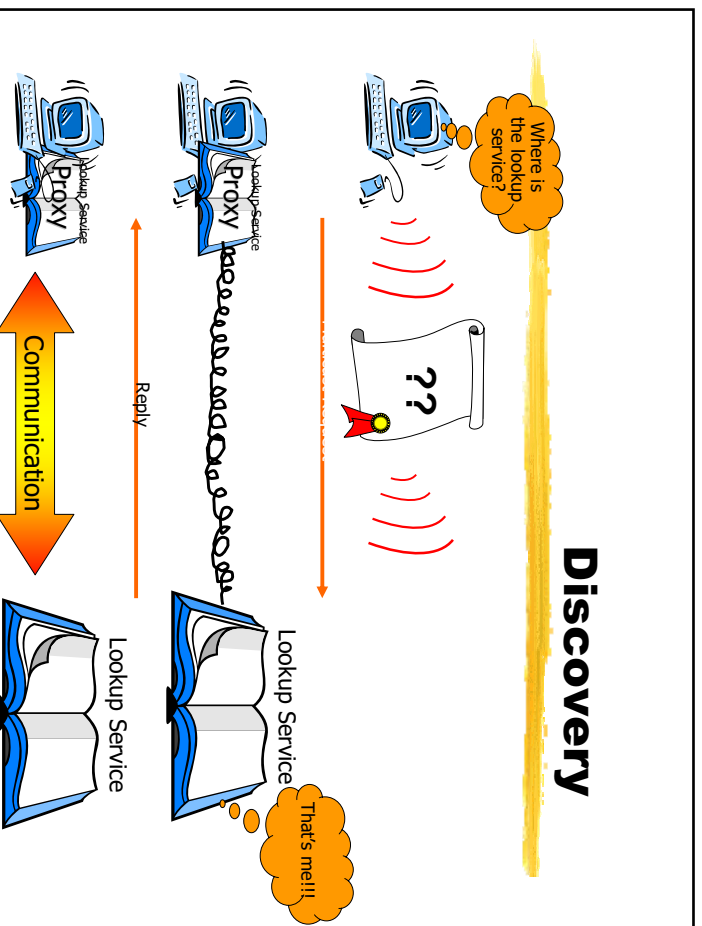 Discovery
Where is
the lookup
service?
??
That's me!!!
Lookup Service
Proxy
Lookup Service
Reply
Lookup Service
Proxy
Communication
Lookup Service